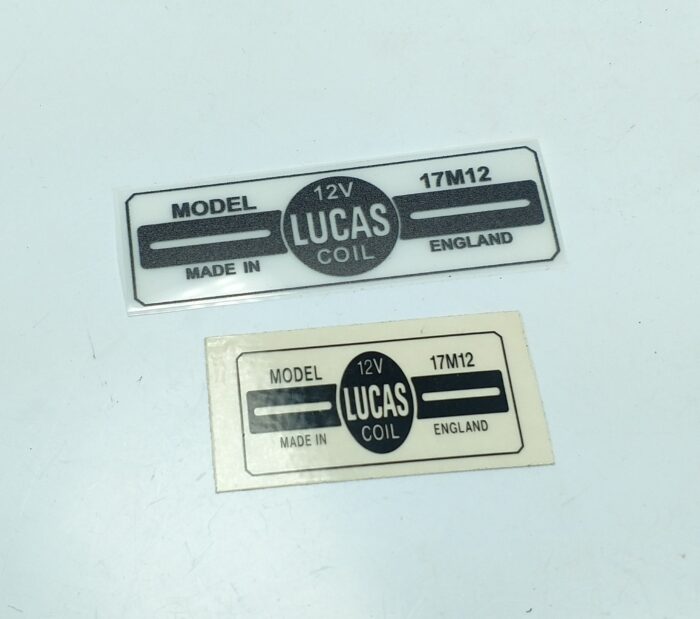 MODEL 12V 17M12
LUCAS
MADE IN COIL ENGLAND
MODEL 12V 17M12
LUCAS
MADE IN COIL ENGLAND